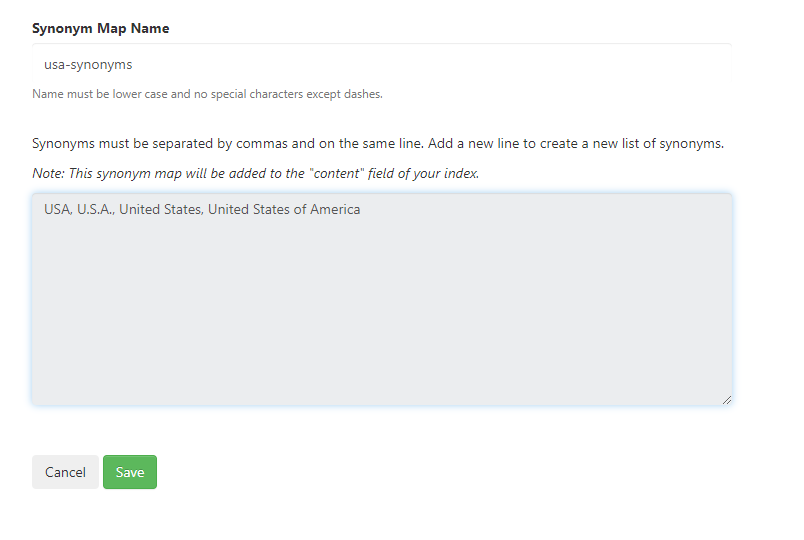 Synonym Map Name
usa-synonyms
Name must be lower case and no special characters except dashes.
Synonyms must be separated by commas and on the same line. Add a new line to create a new list of synonyms.
Note: This synonym map will be added to the "content" field of your index.
USA, U.S.A., United States, United States of America
Cancel Save